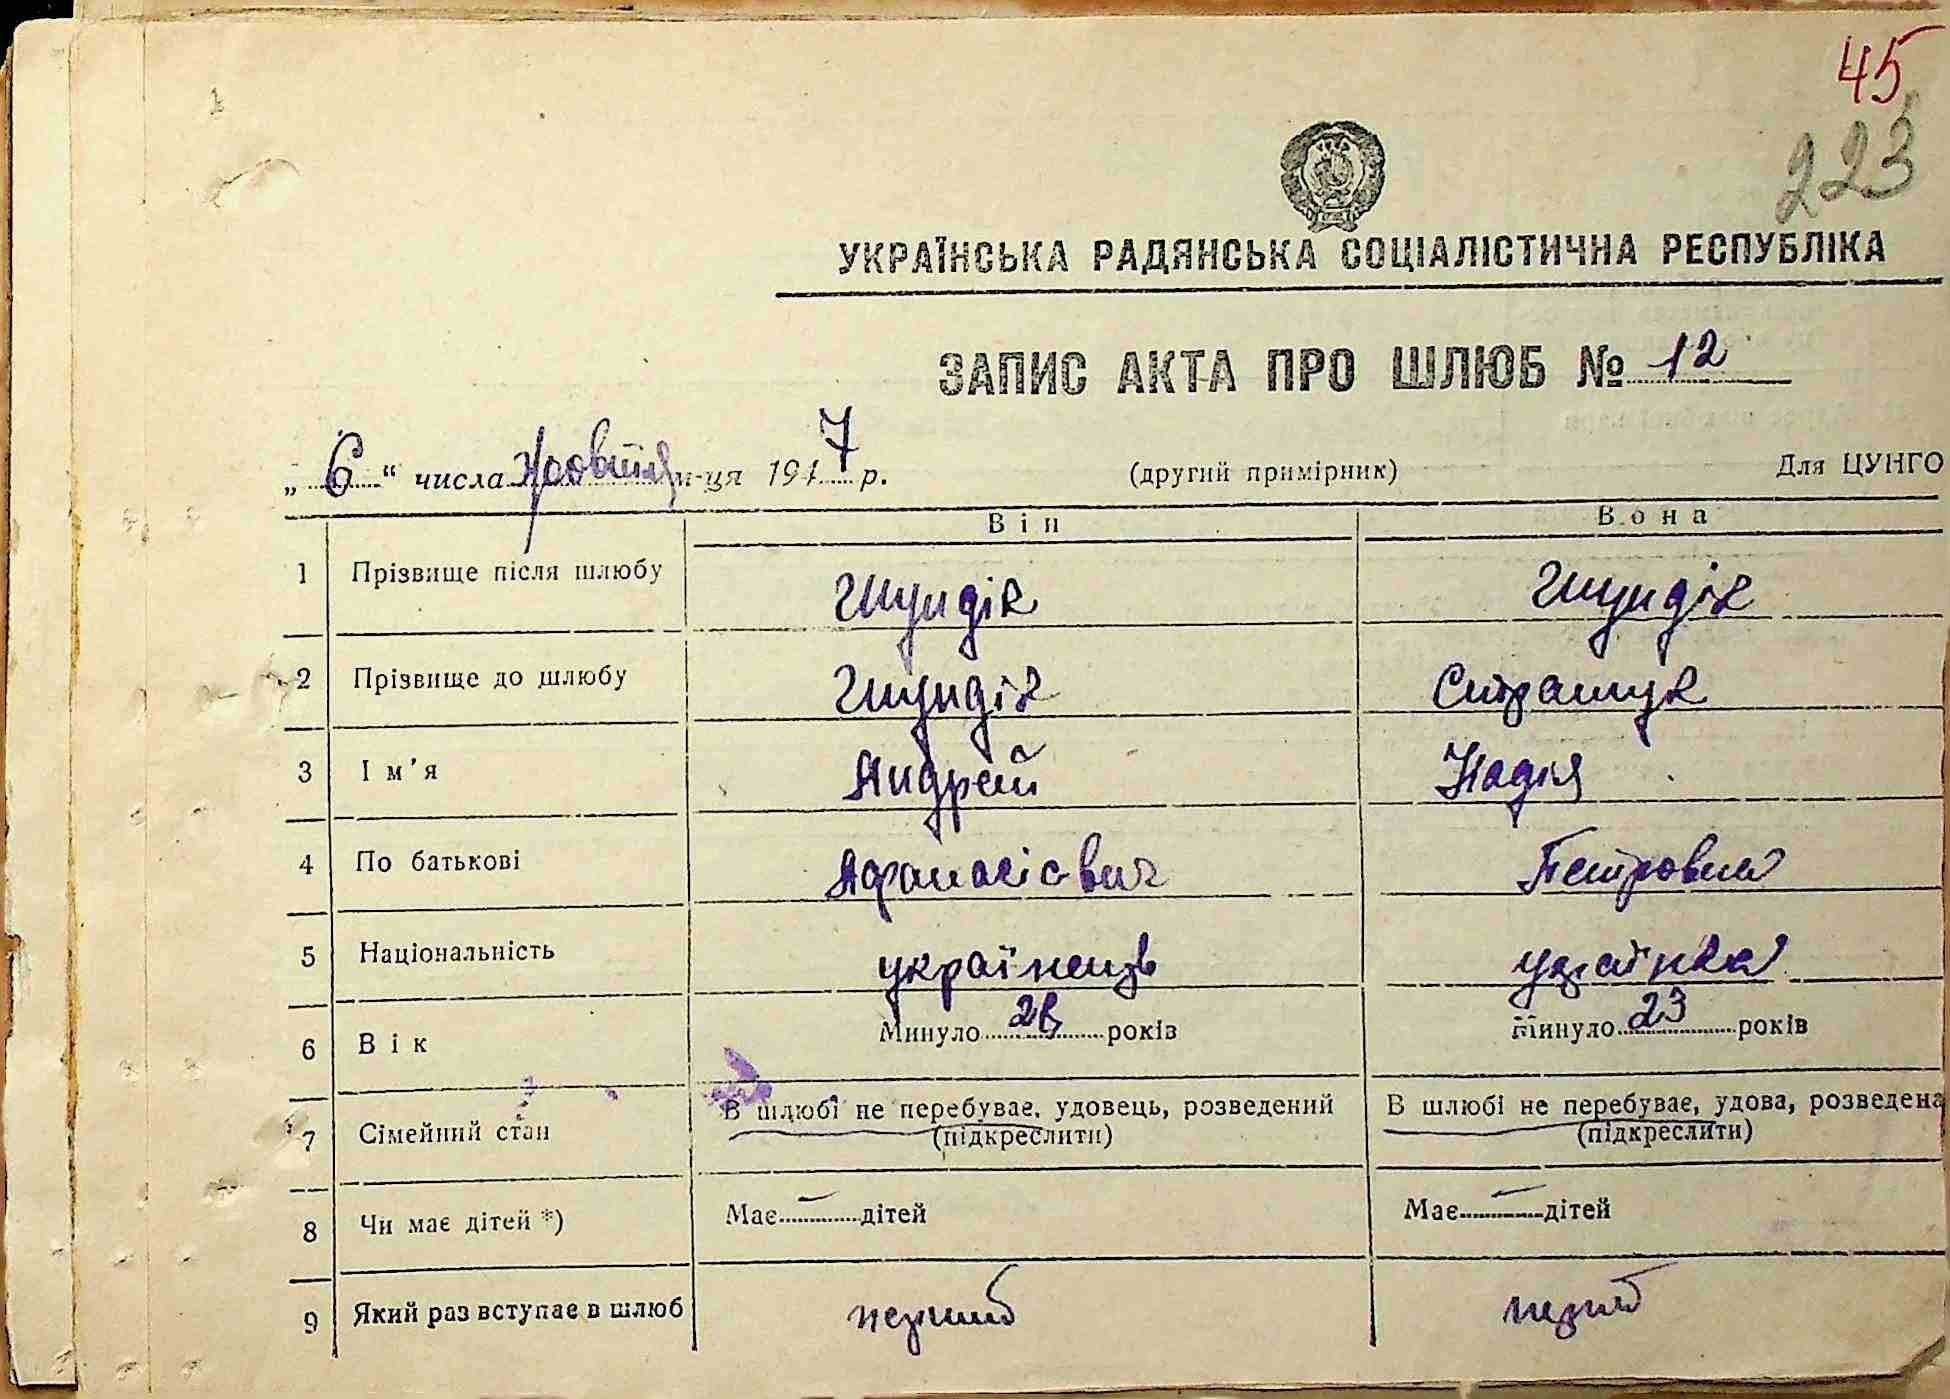 45
223
УКРАЇНСЬКА РАДЯНСЬКА СОЦІАЛІСТИЧНА РЕСПУБЛІКА
ЗАПИС АКТА ПРО ШЛЮБ № 12
„ 6 “ числа жовтня м-ця 1947 р. (другий примірник) Для ЦУНГО
Він Вона
1 Прізвище після шлюбу Гшундік Гшундік
2 Прізвище до шлюбу Гшундік Страшук
3 Ім'я Андрей Надія
4 По батькові Афанасієвич Петровна
5 Національність українець українка
6 Вік Минуло 28 років Минуло 23 років
7 Сімейний стан В шлюбі не перебуває, удовець, розведений В шлюбі не перебуває, удова, розведена
(підкреслити) (підкреслити)
8 Чи має дітей *) Має — дітей Має — дітей
9 Який раз вступає в шлюб перший перший